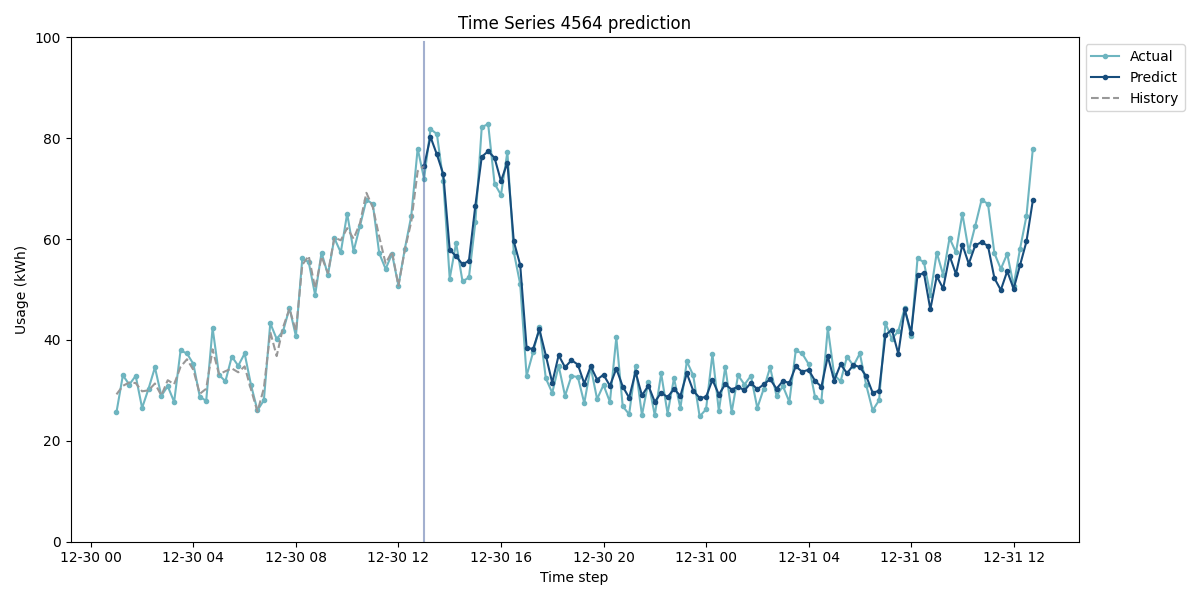 Time Series 4564 prediction
100
80
60
40
20
0
Usage (kWh)
12-30 00
12-30 04
12-30 08
12-30 12
12-30 16
12-30 20
12-31 00
12-31 04
12-31 08
12-31 12
Time step
Actual
Predict
History